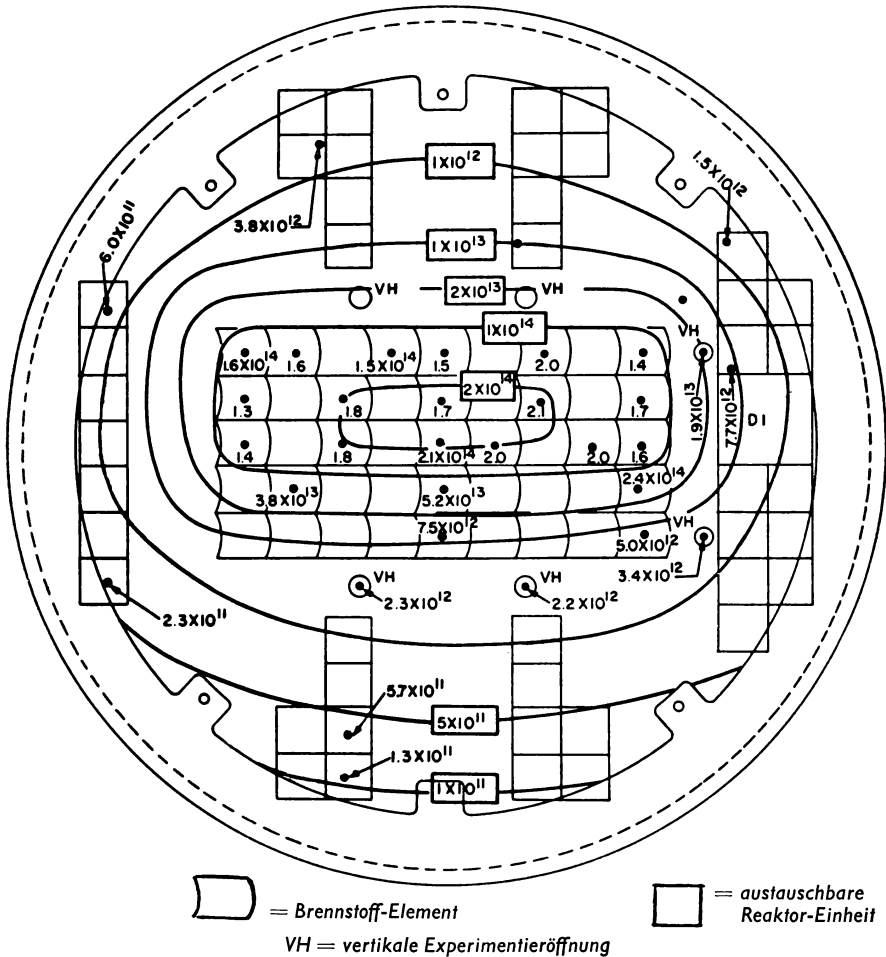 1X10¹²
1.5X10¹²
6.0X10¹¹
3.8X10¹²
1X10¹³
VH
2X10¹³
VH
1X10¹⁴
VH
1.6X10¹⁴
1.6
1.5X10¹⁴
1.5
2.0
1.4
2X10¹⁴
1.3
1.8
1.7
2.1
1.7
1.9X10¹³
7.7X10¹²
D1
1.4
1.8
2.1X10¹⁴
2.0
2.0
1.6
3.8X10¹³
5.2X10¹³
2.4X10¹⁴
7.5X10¹²
5.0X10¹²
VH
3.4X10¹²
VH
2.3X10¹²
VH
2.2X10¹²
2.3X10¹¹
5.7X10¹¹
5X10¹¹
1.3X10¹¹
1X10¹¹
= Brennstoff-Element
= austauschbare
Reaktor-Einheit
VH = vertikale Experimentieröffnung